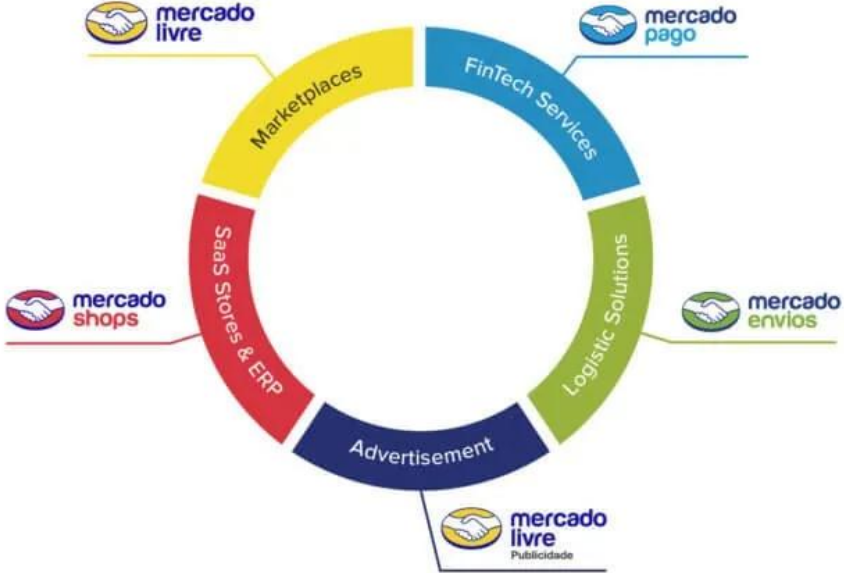 mercado
livre
mercado
pago
Marketplaces
FinTech Services
SaaS Stores & ERP
Logistic Solutions
mercado
shops
mercado
envios
Advertisement
mercado
livre
Publicidade